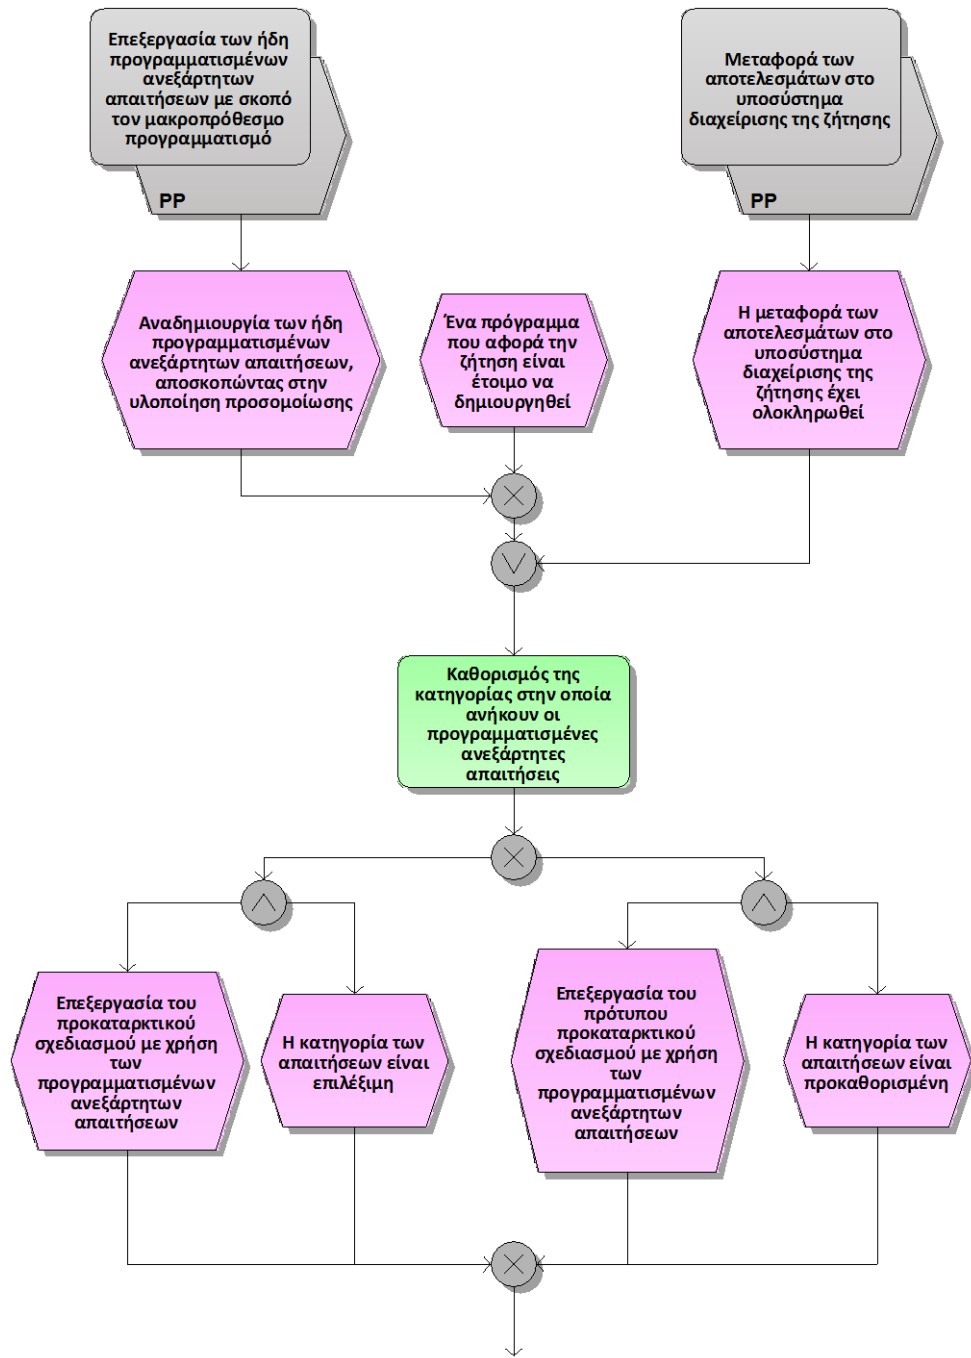 Επεξεργασία των ήδη
προγραμματισμένων
ανεξάρτητων
απαιτήσεων με σκοπό
τον μακροπρόθεσμο
προγραμματισμό
PP
Μεταφορά των
αποτελεσμάτων στο
υποσύστημα
διαχείρισης της ζήτησης
PP
Αναδημιουργία των ήδη
προγραμματισμένων
ανεξάρτητων απαιτήσεων,
αποσκοπώντας στην
υλοποίηση προσομοίωσης
Ένα πρόγραμμα
που αφορά την
ζήτηση είναι
έτοιμο να
δημιουργηθεί
Η μεταφορά των
αποτελεσμάτων στο
υποσύστημα
διαχείρισης της
ζήτησης έχει
ολοκληρωθεί
Καθορισμός της
κατηγορίας στην οποία
ανήκουν οι
προγραμματισμένες
ανεξάρτητες
απαιτήσεις
Επεξεργασία του
προκαταρκτικού
σχεδιασμού με χρήση
των
προγραμματισμένων
ανεξάρτητων
απαιτήσεων
Η κατηγορία των
απαιτήσεων είναι
επιλέξιμη
Επεξεργασία του
πρότυπου
προκαταρκτικού
σχεδιασμού με χρήση
των
προγραμματισμένων
ανεξάρτητων
απαιτήσεων
Η κατηγορία των
απαιτήσεων είναι
προκαθορισμένη